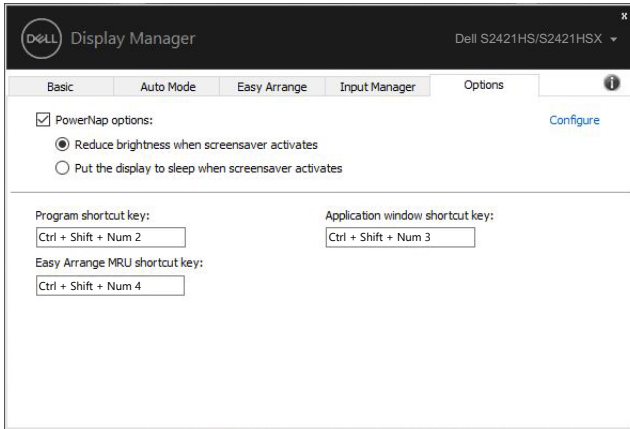 x
DELL Display Manager
Dell S2421HS/S2421HSX
Basic Auto Mode Easy Arrange Input Manager Options i
PowerNap options: Configure
Reduce brightness when screensaver activates
Put the display to sleep when screensaver activates
Program shortcut key: Application window shortcut key:
Ctrl + Shift + Num 2 Ctrl + Shift + Num 3
Easy Arrange MRU shortcut key:
Ctrl + Shift + Num 4